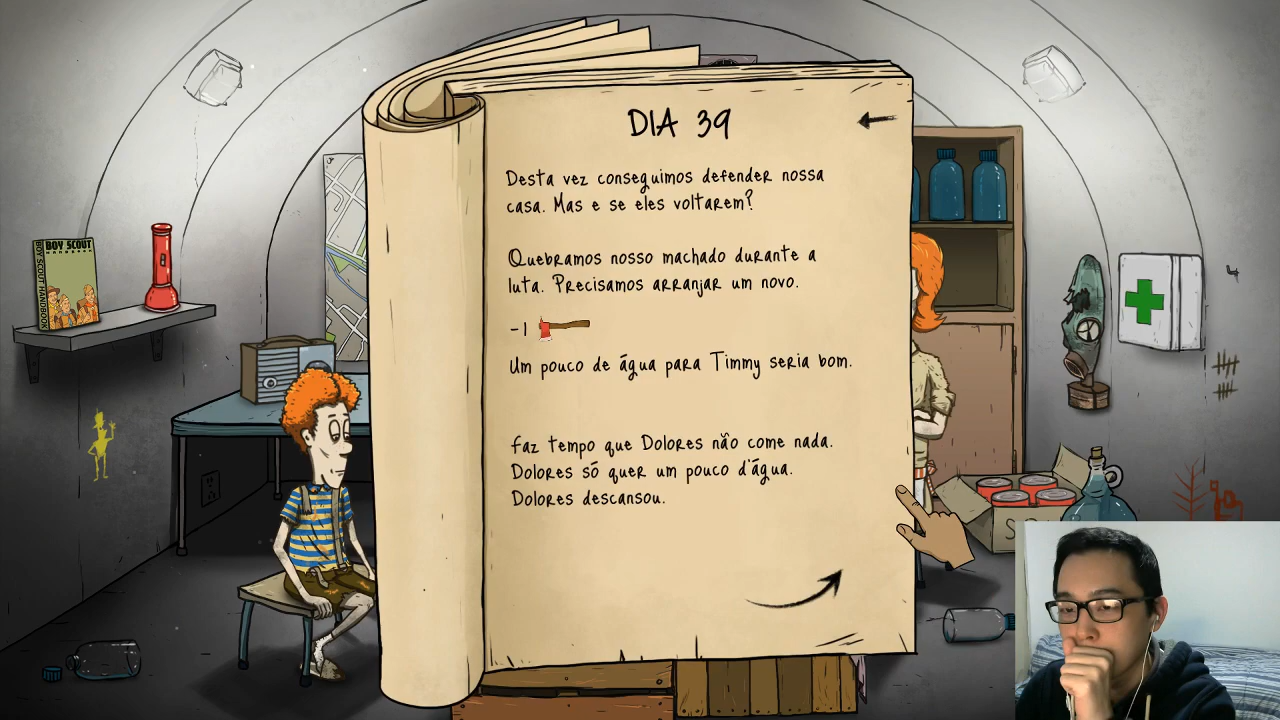 DIA 39
Desta vez conseguimos defender nossa
casa. Mas e se eles voltarem?
Quebramos nosso machado durante a
luta. Precisamos arranjar um novo.
-1
Um pouco de água para Timmy seria bom.
Faz tempo que Dolores não come nada.
Dolores só quer um pouco d'água.
Dolores descansou.
BOY SCOUT
HANDBOOK
BOY SCOUT HANDBOOK